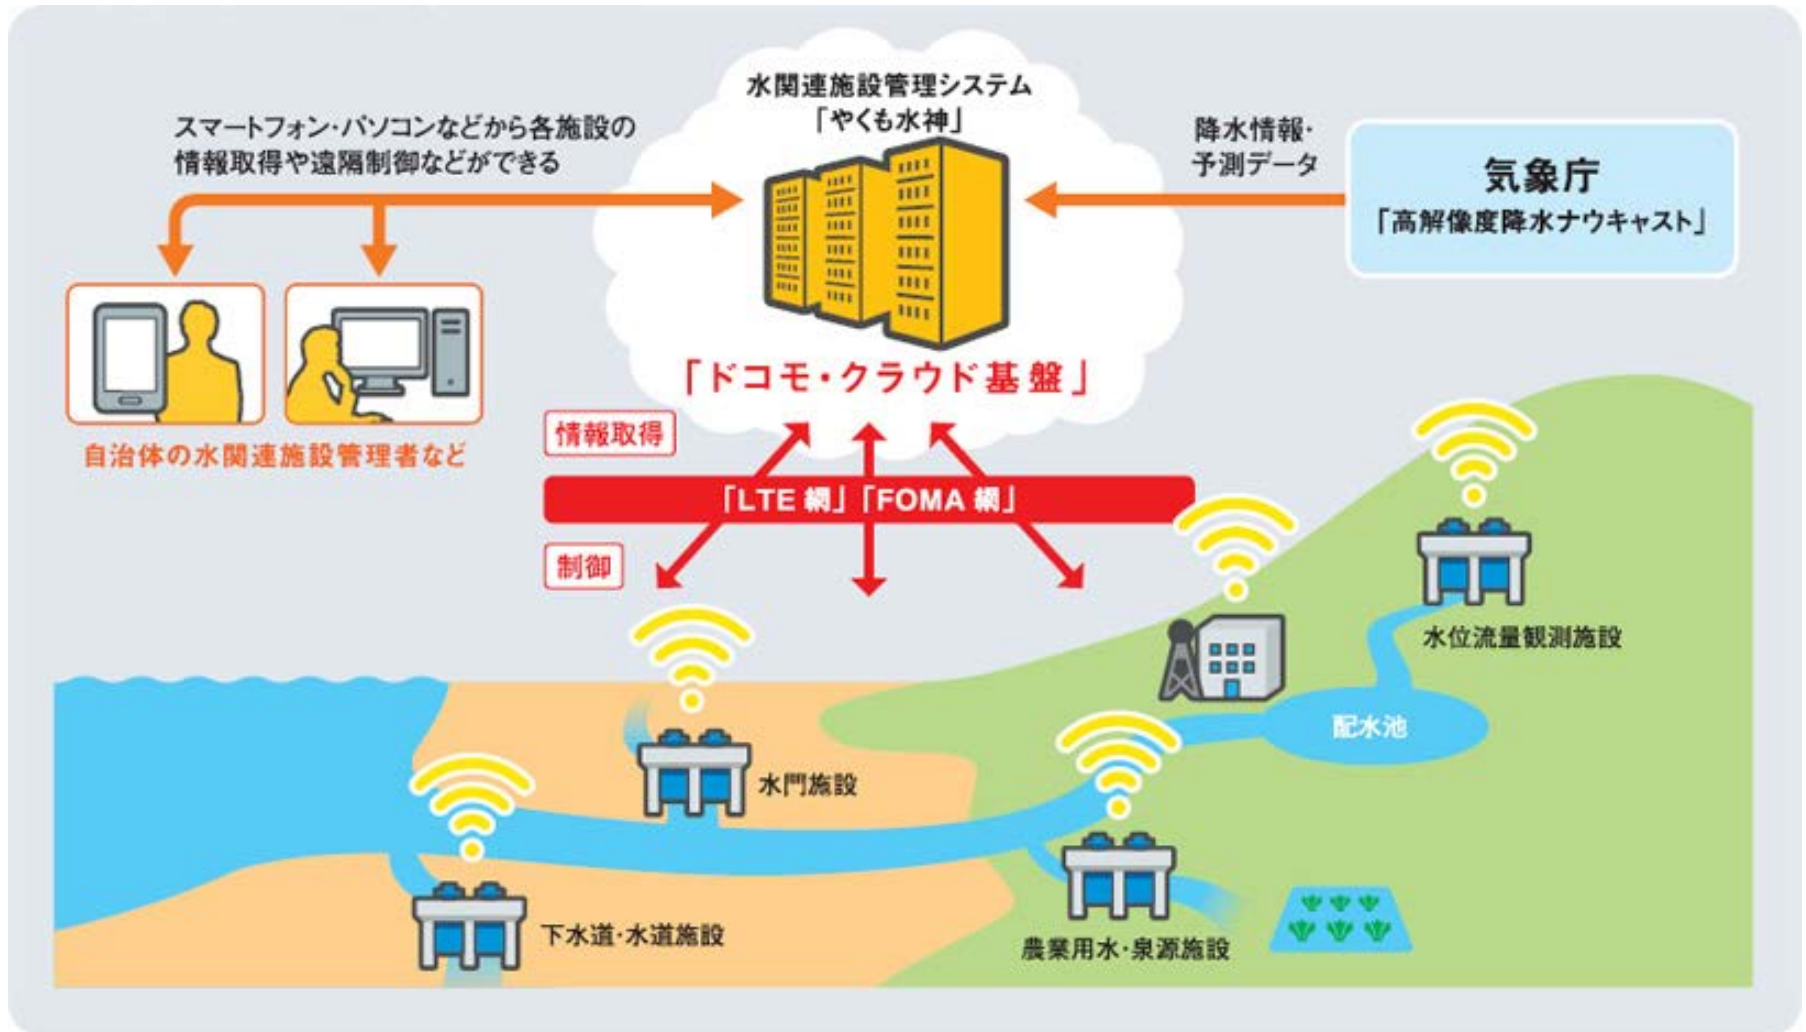 水関連施設管理システム
「やくも水神」
スマートフォン・パソコンなどから各施設の
情報取得や遠隔制御などができる
降水情報・
予測データ
気象庁
「高解像度降水ナウキャスト」
「ドコモ・クラウド基盤」
自治体の水関連施設管理者など
情報取得
「LTE 網」「FOMA 網」
制御
水位流量観測施設
配水池
水門施設
下水道・水道施設
農業用水・泉源施設